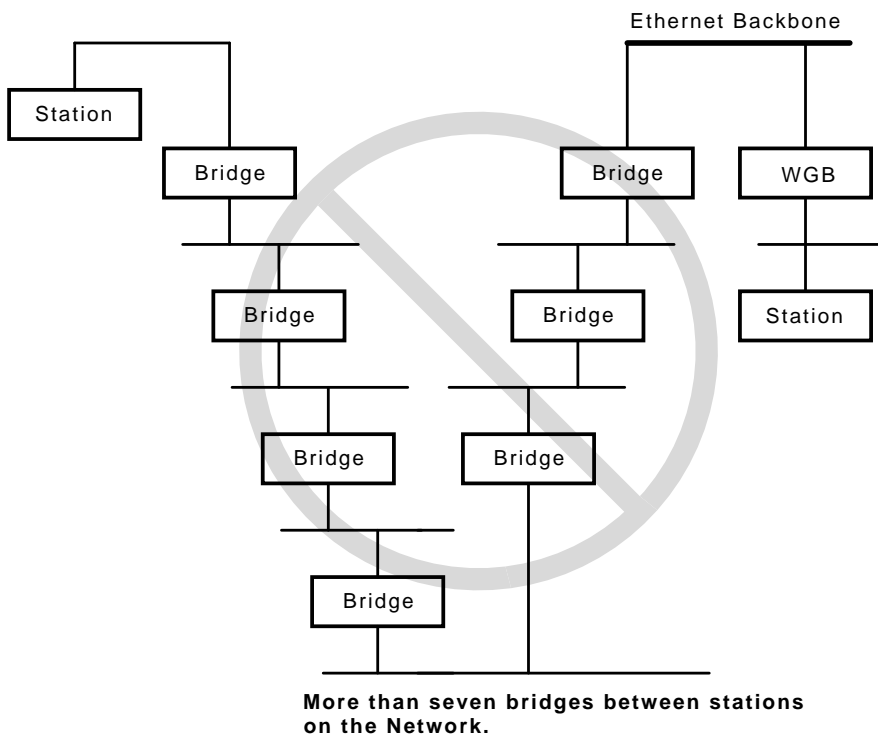 Ethernet Backbone
Station
Bridge
Bridge
WGB
Bridge
Bridge
Station
Bridge
Bridge
Bridge
More than seven bridges between stations
on the Network.